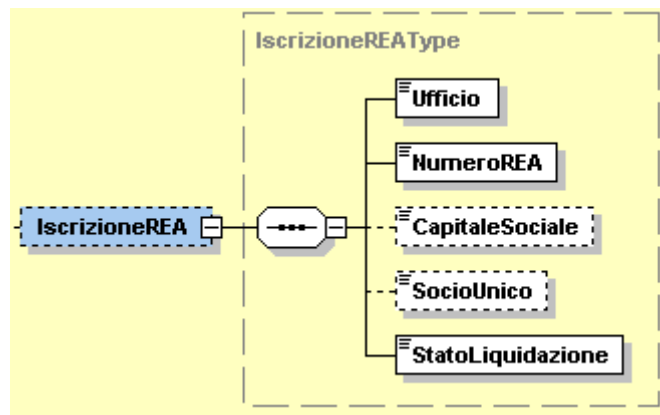 IscrizioneREAType
Ufficio
NumeroREA
IscrizioneREA
CapitaleSociale
SocioUnico
StatoLiquidazione